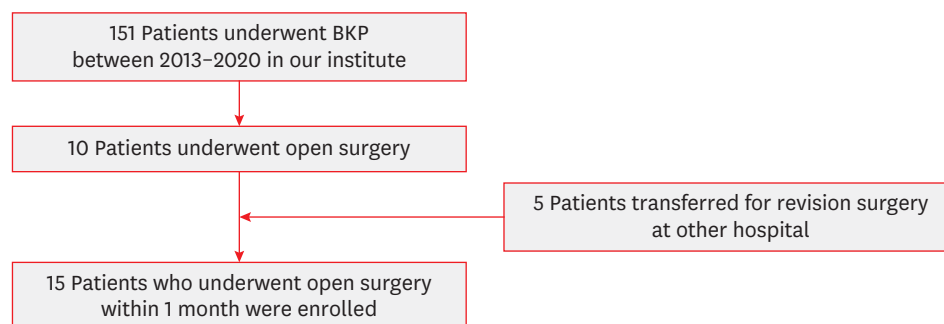 151 Patients underwent BKP
between 2013–2020 in our institute
10 Patients underwent open surgery
5 Patients transferred for revision surgery
at other hospital
15 Patients who underwent open surgery
within 1 month were enrolled